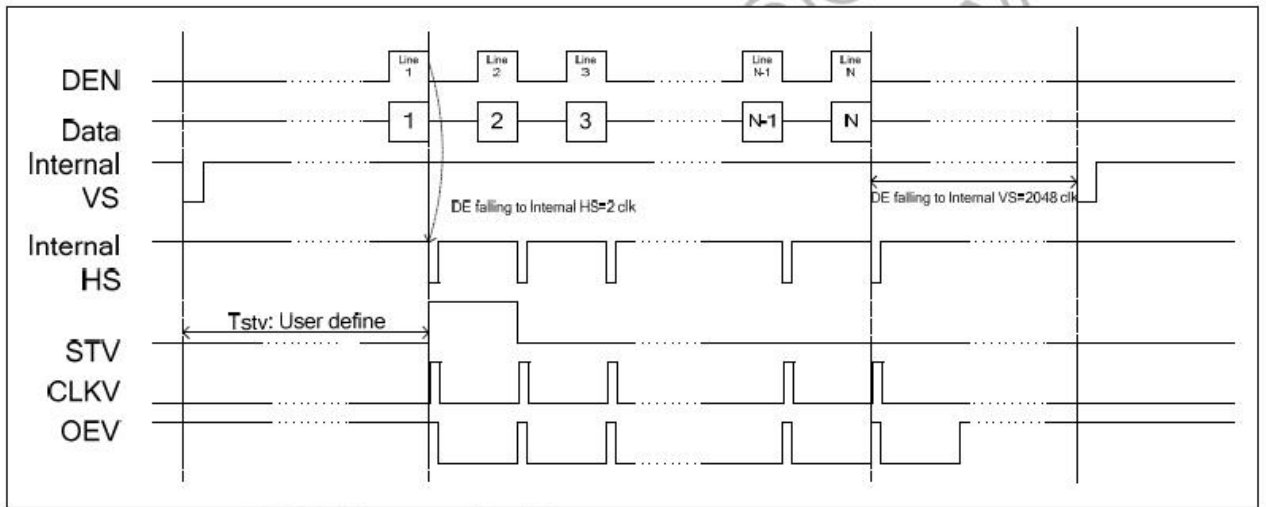 DEN
Line
1
Line
2
Line
3
Line
N-1
Line
N
Data
1
2
3
N-1
N
Internal
VS
DE falling to Internal HS=2 clk
DE falling to Internal VS=2048 clk
Internal
HS
Tstv: User define
STV
CLKV
OEV